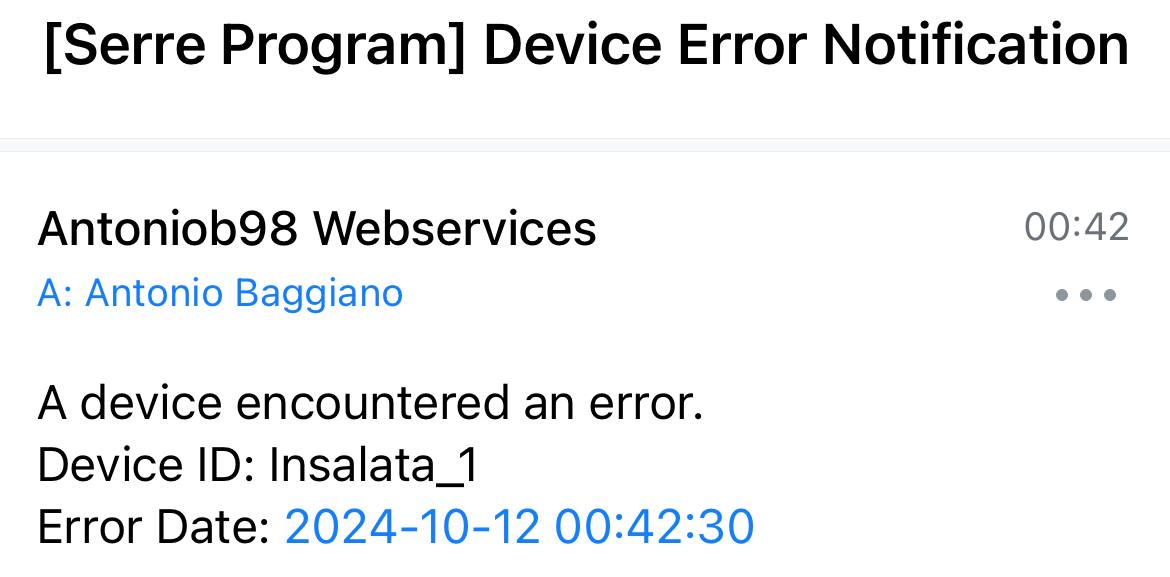 [Serre Program] Device Error Notification
Antoniob98 Webservices
00:42
A: Antonio Baggiano
A device encountered an error.
Device ID: Insalata_1
Error Date: 2024-10-12 00:42:30